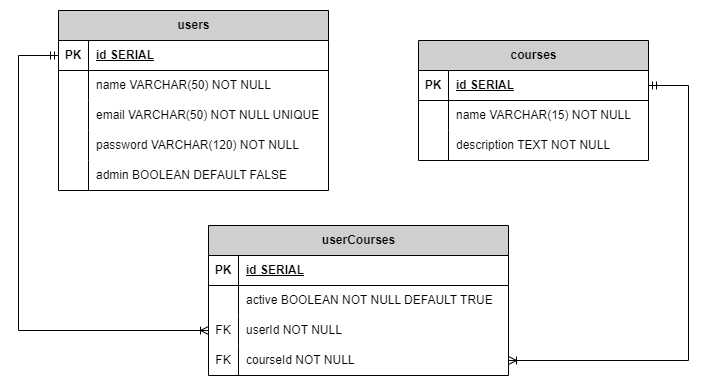 users
PK id SERIAL
name VARCHAR(50) NOT NULL
email VARCHAR(50) NOT NULL UNIQUE
password VARCHAR(120) NOT NULL
admin BOOLEAN DEFAULT FALSE
courses
PK id SERIAL
name VARCHAR(15) NOT NULL
description TEXT NOT NULL
userCourses
PK id SERIAL
active BOOLEAN NOT NULL DEFAULT TRUE
FK userId NOT NULL
FK courseId NOT NULL